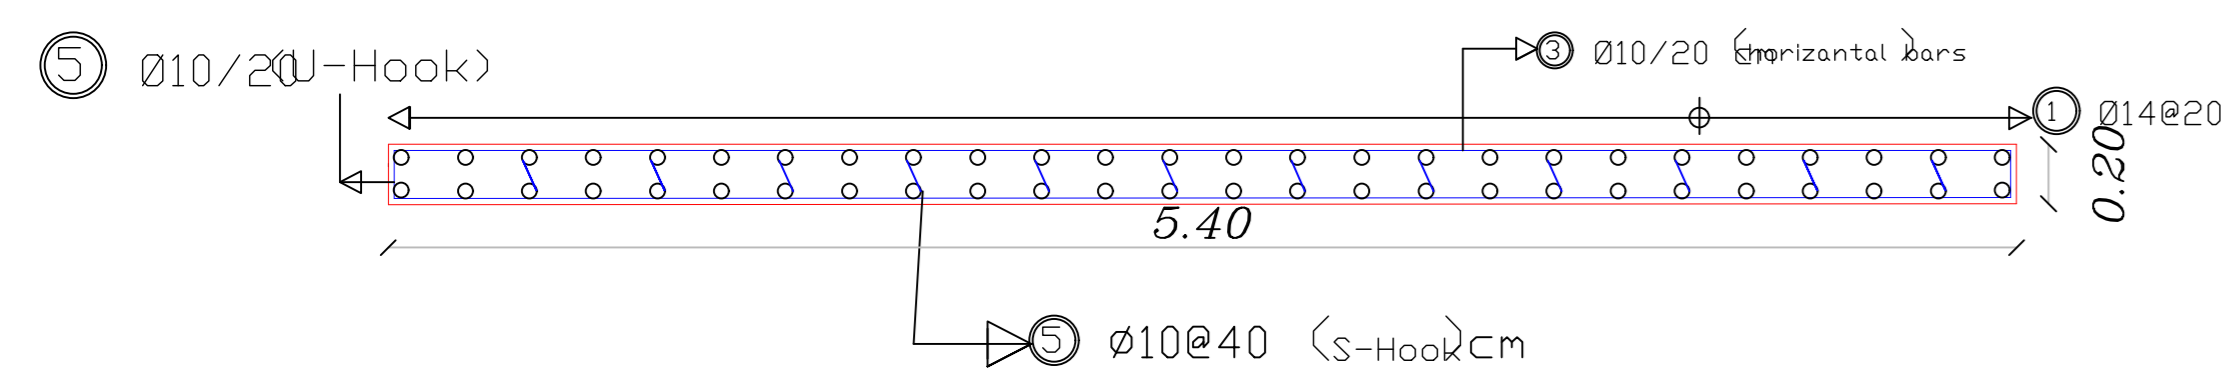 5 Ø10/20 (U-Hook)
3 Ø10/20 cm (horizantal bars)
1 Ø14@20
0.20
5.40
5 Ø10@40 (S-Hook) cm